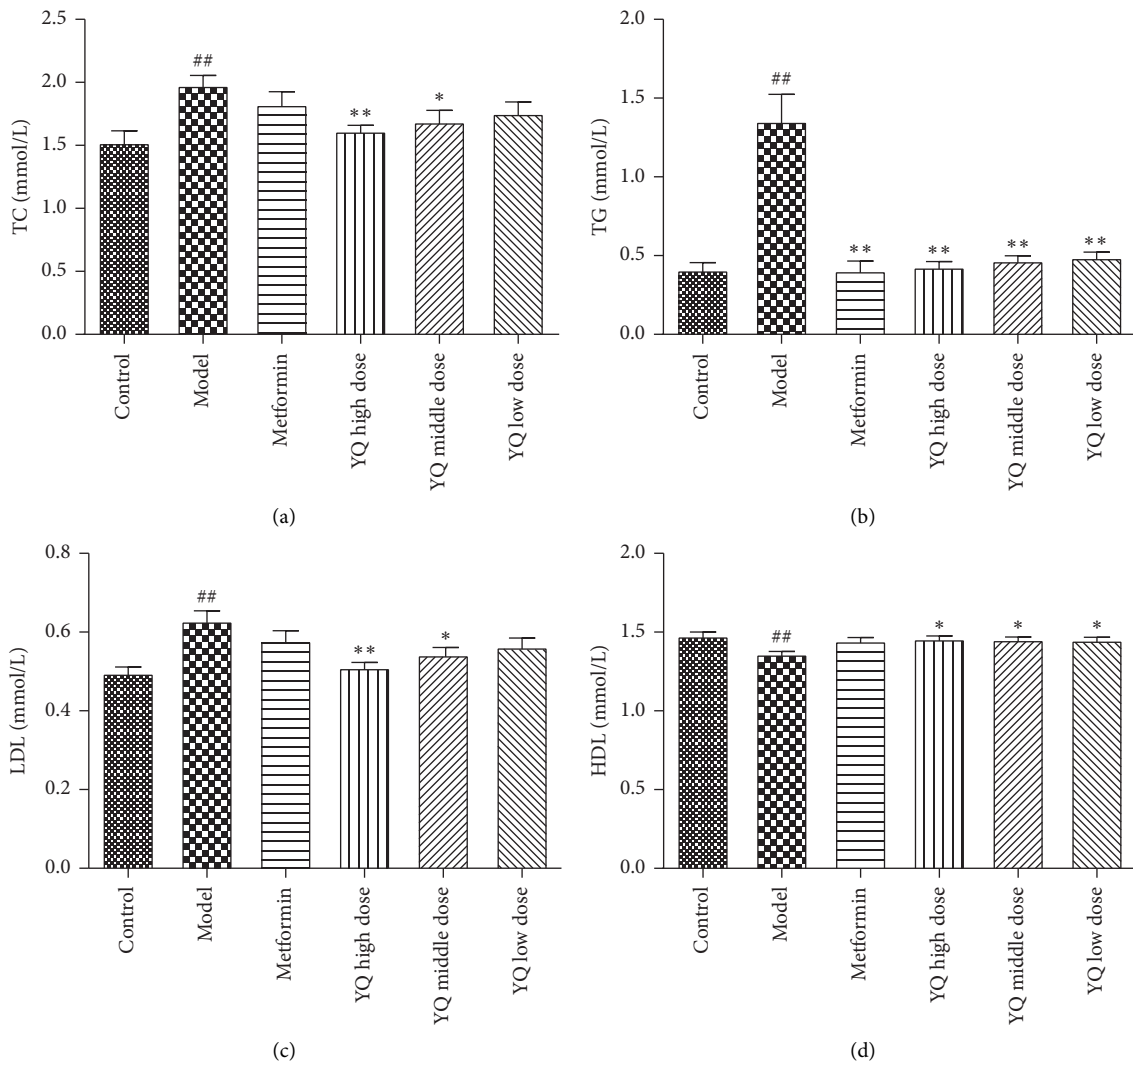 2.5
2.0
1.5
1.0
0.5
0.0
TC (mmol/L)
##
**
*
Control
Model
Metformin
YQ high dose
YQ middle dose
YQ low dose
(a)
2.0
1.5
1.0
0.5
0.0
TG (mmol/L)
##
**
**
**
**
Control
Model
Metformin
YQ high dose
YQ middle dose
YQ low dose
(b)
0.8
0.6
0.4
0.2
0.0
LDL (mmol/L)
##
**
*
Control
Model
Metformin
YQ high dose
YQ middle dose
YQ low dose
(c)
2.0
1.5
1.0
0.5
0.0
HDL (mmol/L)
##
*
*
*
Control
Model
Metformin
YQ high dose
YQ middle dose
YQ low dose
(d)